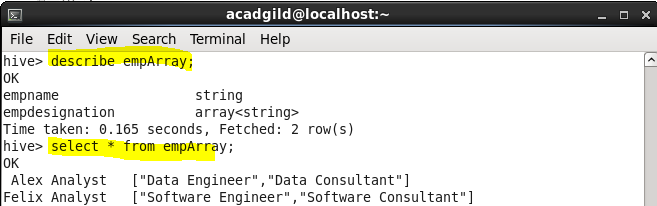 acadgild@localhost:~
File Edit View Search Terminal Help
hive> describe empArray;
OK
empname                 string
empdesignation          array<string>
Time taken: 0.165 seconds, Fetched: 2 row(s)
hive> select * from empArray;
OK
 Alex Analyst   ["Data Engineer","Data Consultant"]
Felix Analyst   ["Software Engineer","Software Consultant"]